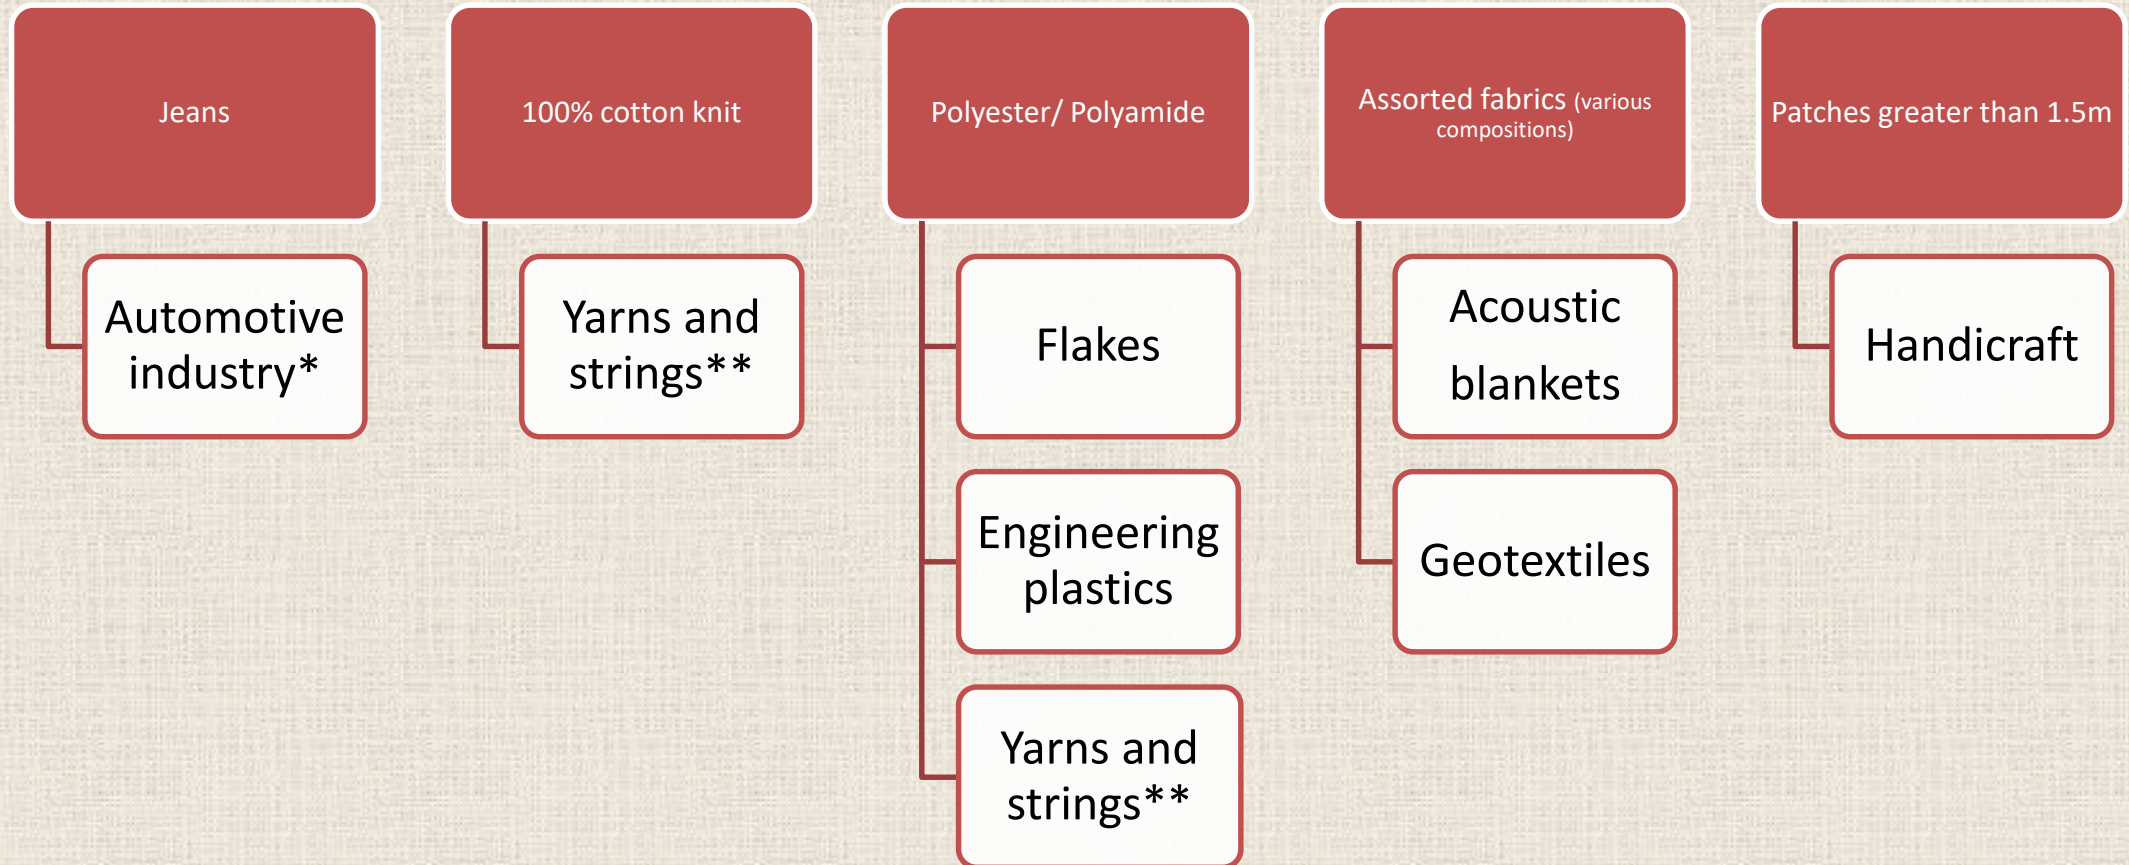 Jeans
Automotive
industry*
100% cotton knit
Yarns and
strings**
Polyester/ Polyamide
Flakes
Engineering
plastics
Yarns and
strings**
Assorted fabrics (various
compositions)
Acoustic
blankets
Geotextiles
Patches greater than 1.5m
Handicraft